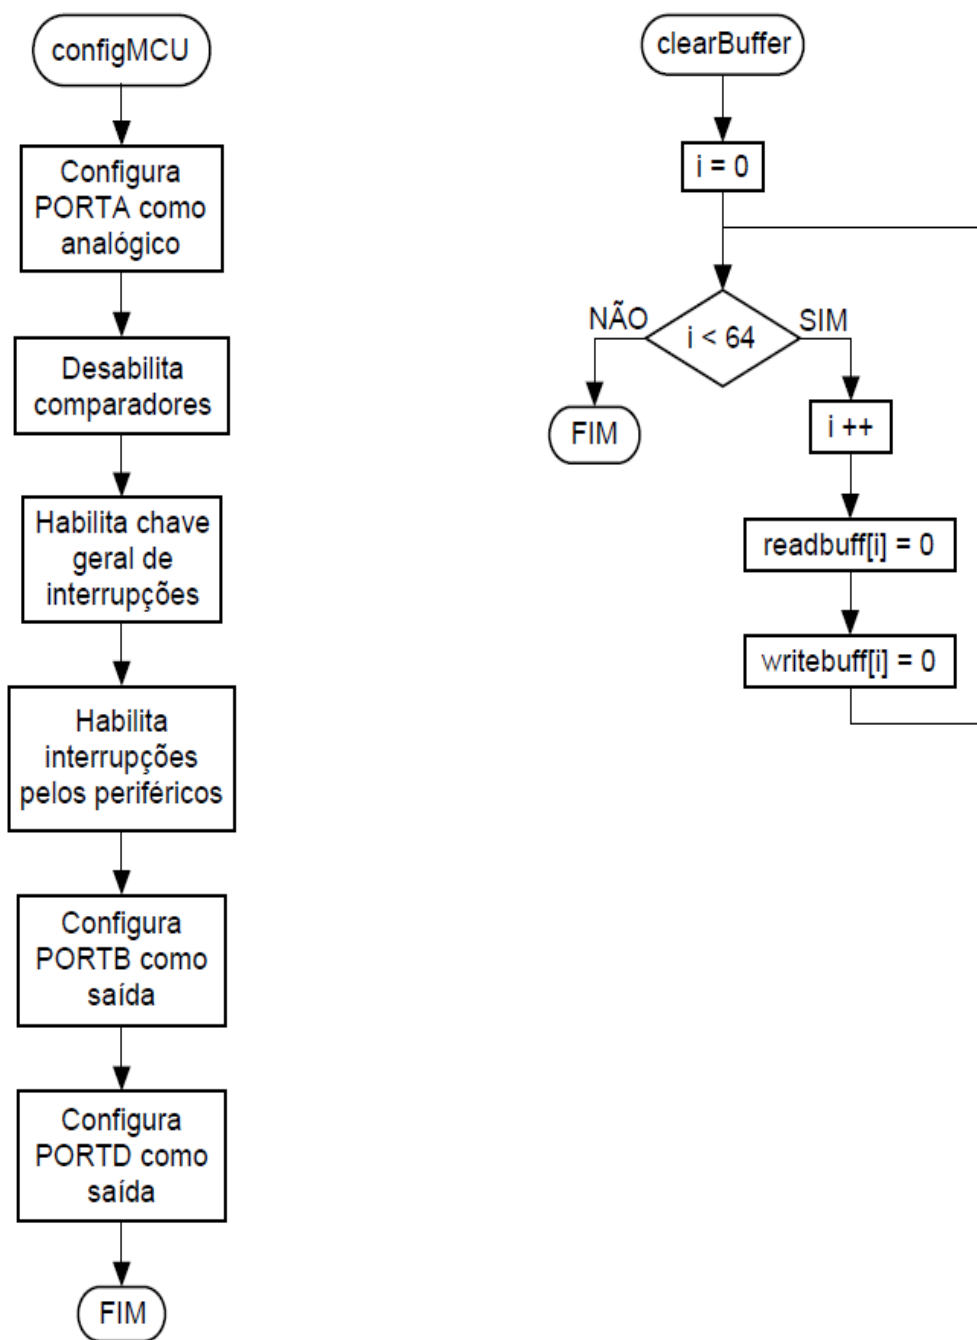 configMCU
Configura
PORTA como
analógico
Desabilita
comparadores
Habilita chave
geral de
interrupções
Habilita
interrupções
pelos periféricos
Configura
PORTB como
saída
Configura
PORTD como
saída
FIM
clearBuffer
i = 0
i < 64
NÃO
SIM
FIM
i ++
readbuff[i] = 0
writebuff[i] = 0